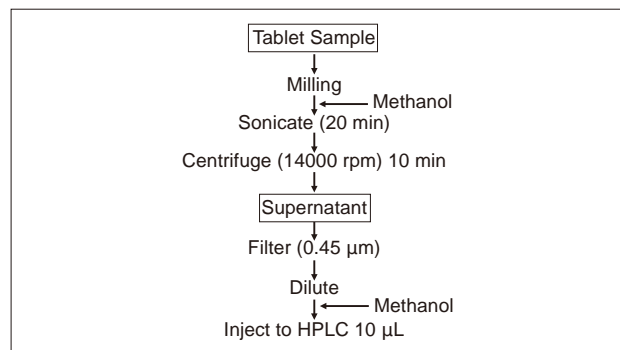 Tablet Sample
Milling
Methanol
Sonicate (20 min)
Centrifuge (14000 rpm) 10 min
Supernatant
Filter (0.45 µm)
Dilute
Methanol
Inject to HPLC 10 µL